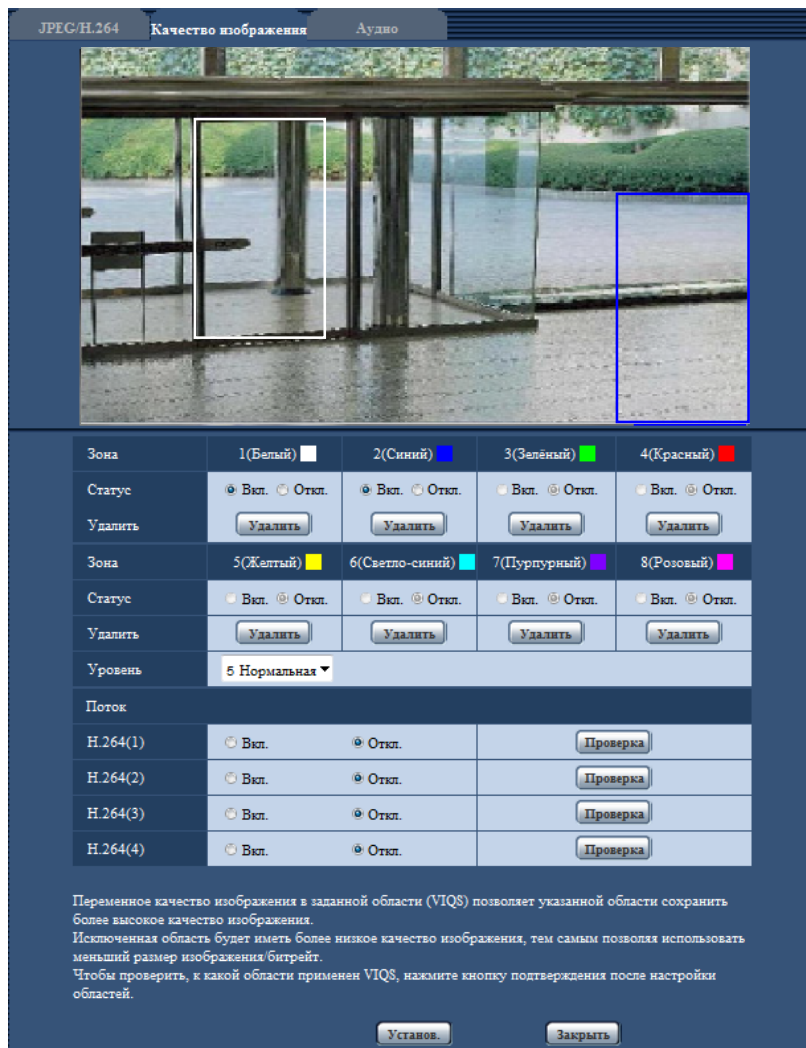 JPEG/H.264 Качество изображения Аудио
Зона 1(Белый) 2(Синий) 3(Зелёный) 4(Красный)
Статус Вкл. Откл. Вкл. Откл. Вкл. Откл. Вкл. Откл.
Удалить Удалить Удалить Удалить Удалить
Зона 5(Желтый) 6(Светло-синий) 7(Пурпурный) 8(Розовый)
Статус Вкл. Откл. Вкл. Откл. Вкл. Откл. Вкл. Откл.
Удалить Удалить Удалить Удалить Удалить
Уровень 5 Нормальная
Поток
H.264(1) Вкл. Откл. Проверка
H.264(2) Вкл. Откл. Проверка
H.264(3) Вкл. Откл. Проверка
H.264(4) Вкл. Откл. Проверка
Переменное качество изображения в заданной области (VIQS) позволяет указанной области сохранить
более высокое качество изображения.
Исключенная область будет иметь более низкое качество изображения, тем самым позволяя использовать
меньший размер изображения/битрейт.
Чтобы проверить, к какой области применен VIQS, нажмите кнопку подтверждения после настройки
областей.
Установ. Закрыть